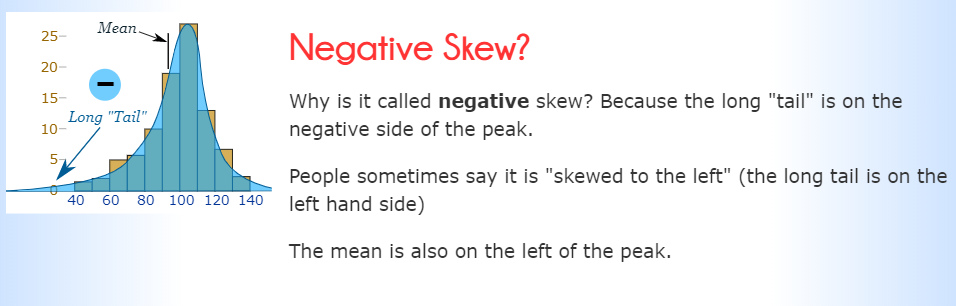 Mean
25
20
−
15
Long "Tail"
10
5
0
40 60 80 100 120 140
Negative Skew?
Why is it called negative skew? Because the long "tail" is on the
negative side of the peak.
People sometimes say it is "skewed to the left" (the long tail is on the
left hand side)
The mean is also on the left of the peak.